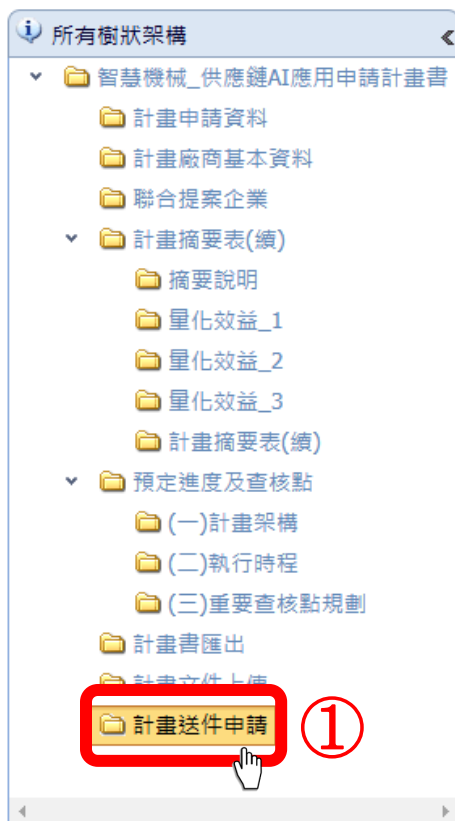 所有樹狀架構
智慧機械_供應鏈AI應用申請計畫書
計畫申請資料
計畫廠商基本資料
聯合提案企業
計畫摘要表(續)
摘要說明
量化效益_1
量化效益_2
量化效益_3
計畫摘要表(續)
預定進度及查核點
(一)計畫架構
(二)執行時程
(三)重要查核點規劃
計畫書匯出
計畫文件上傳
計畫送件申請
①